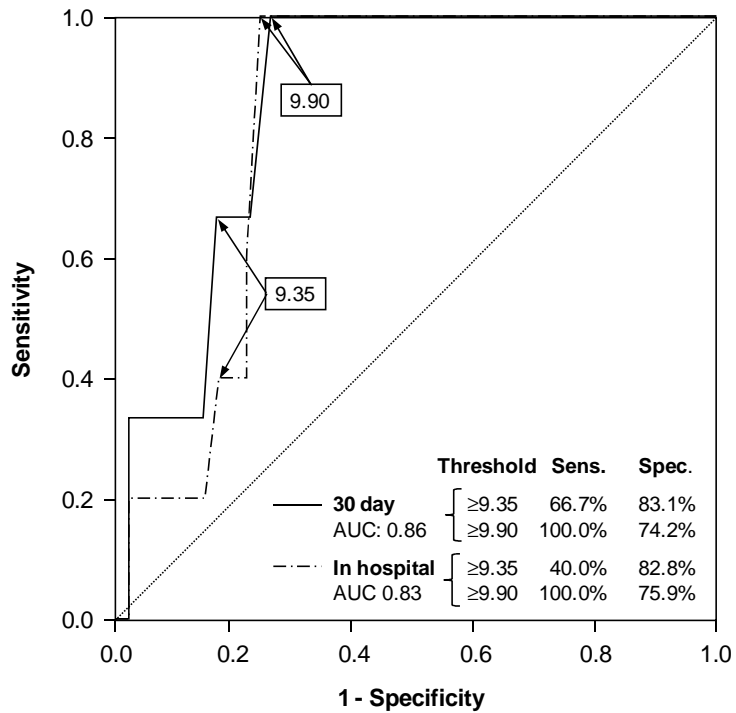 1.0
0.8
0.6
0.4
0.2
0.0
Sensitivity
9.90
9.35
Threshold Sens. Spec.
30 day ≥9.35 66.7% 83.1%
AUC: 0.86 ≥9.90 100.0% 74.2%
In hospital ≥9.35 40.0% 82.8%
AUC 0.83 ≥9.90 100.0% 75.9%
0.0 0.2 0.4 0.6 0.8 1.0
1 - Specificity